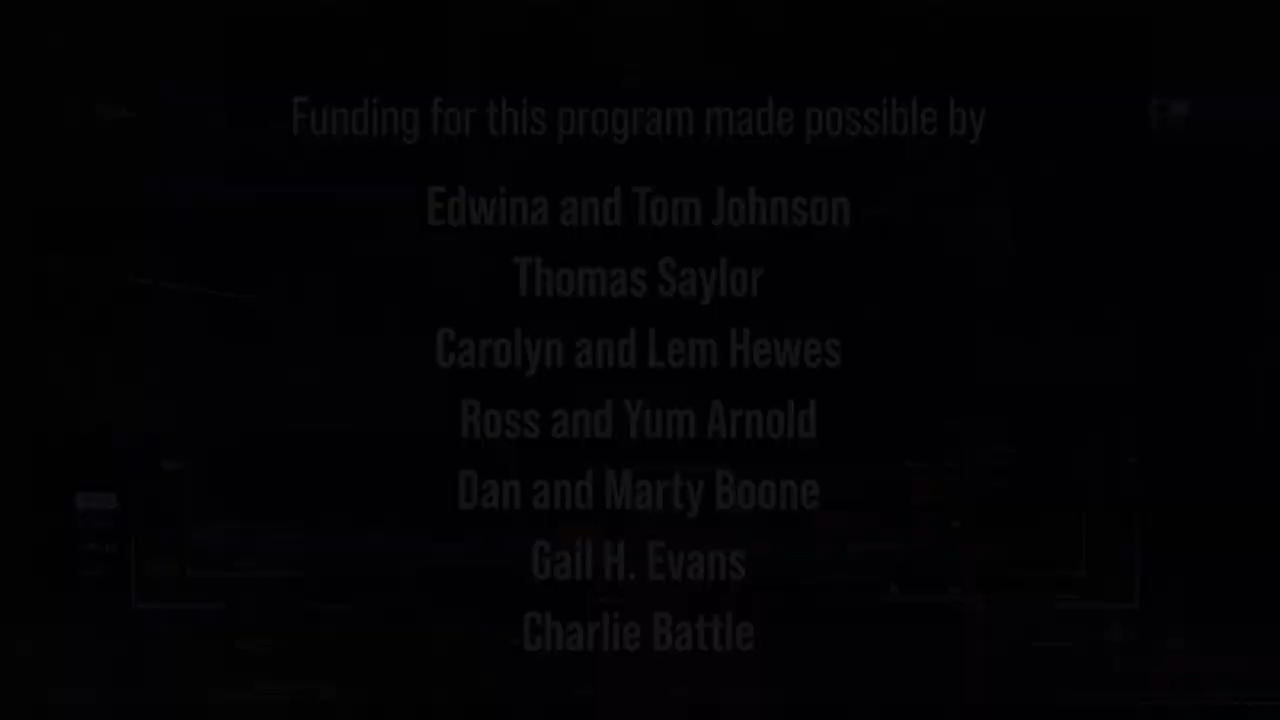 Funding for this program made possible by
Edwina and Tom Johnson
Thomas Saylor
Carolyn and Lem Hewes
Ross and Yum Arnold
Dan and Marty Boone
Gail H. Evans
Charlie Battle